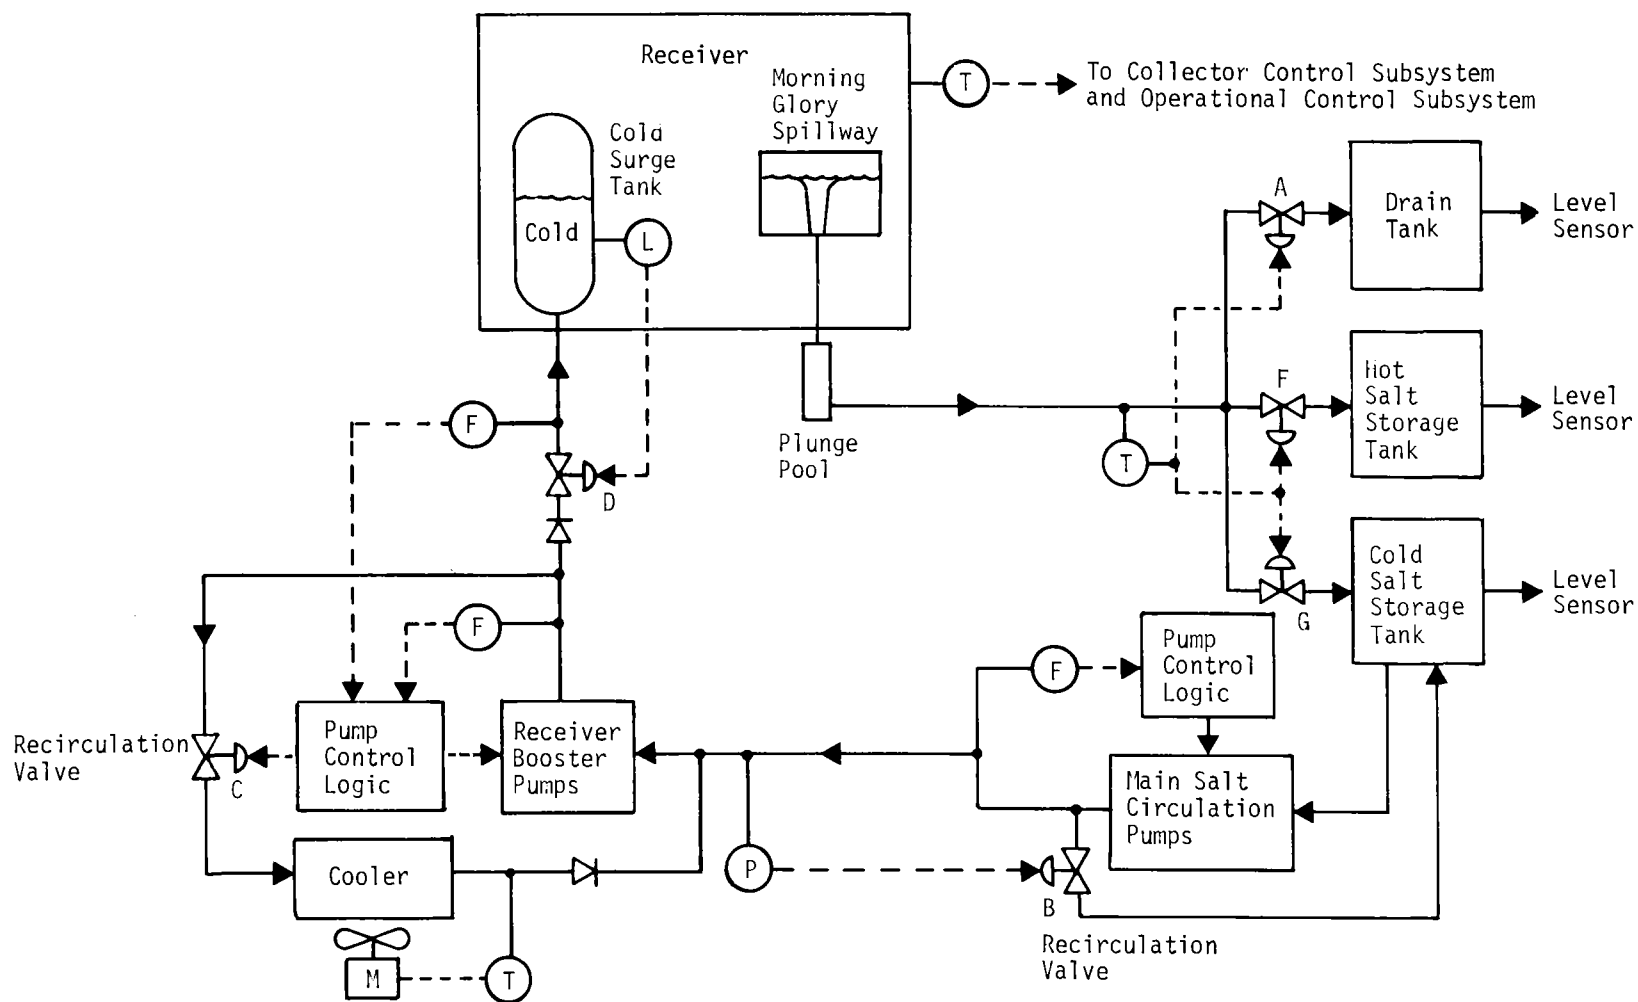 Receiver
Morning
Glory
Spillway
Cold
Surge
Tank
Cold
L
T
To Collector Control Subsystem
and Operational Control Subsystem
A
Drain
Tank
Level
Sensor
F
Hot
Salt
Storage
Tank
Level
Sensor
T
Plunge
Pool
F
D
Cold
Salt
Storage
Tank
Level
Sensor
G
F
F
Pump
Control
Logic
Recirculation
Valve
C
Pump
Control
Logic
Receiver
Booster
Pumps
Main Salt
Circulation
Pumps
Cooler
P
B
Recirculation
Valve
M
T